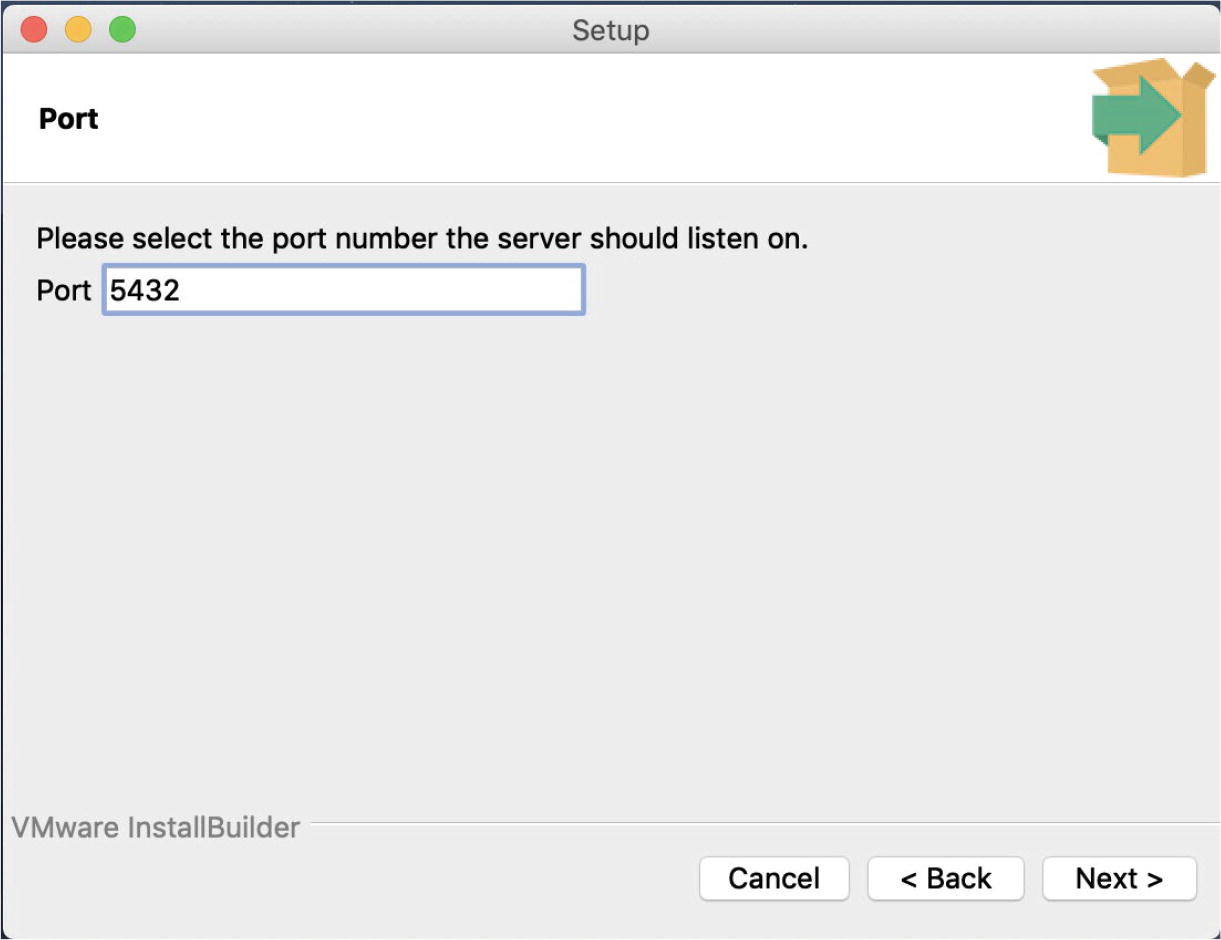 Setup
Port
Please select the port number the server should listen on.
Port 5432
VMware InstallBuilder
Cancel < Back Next >